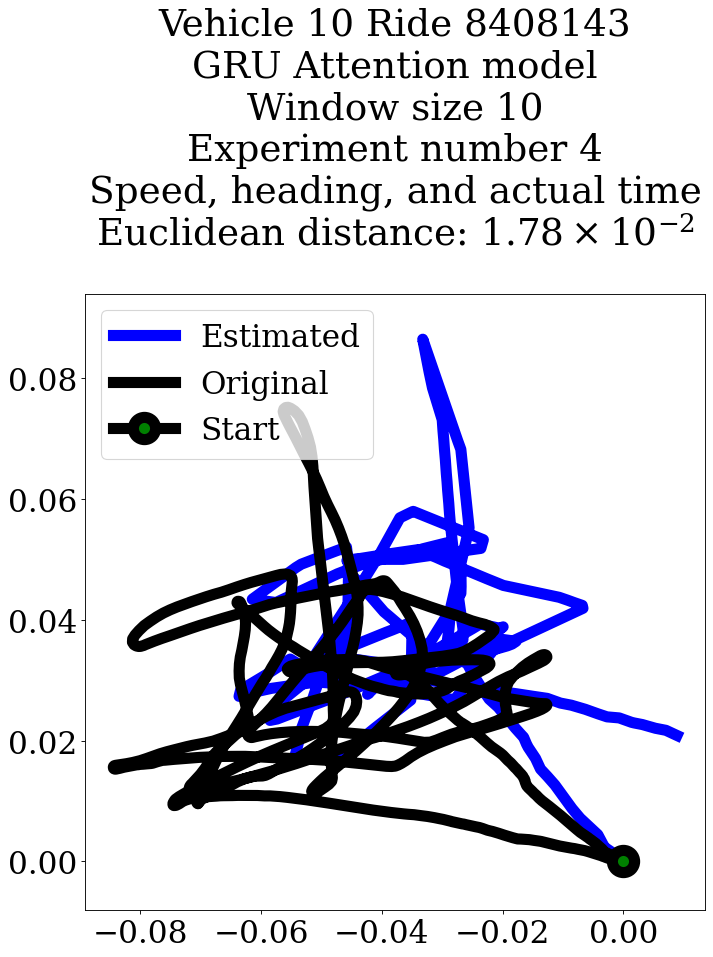 Vehicle 10 Ride 8408143
GRU Attention model
Window size 10
Experiment number 4
Speed, heading, and actual time
Euclidean distance: 1.78 × 10⁻²
Estimated
Original
Start
0.08
0.06
0.04
0.02
0.00
−0.08 −0.06 −0.04 −0.02 0.00